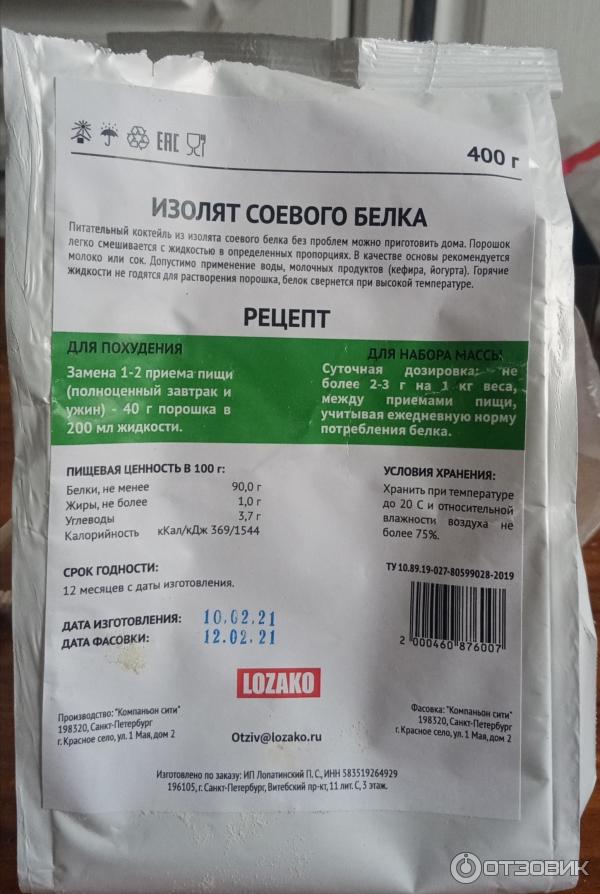 EAC
400 г
ИЗОЛЯТ СОЕВОГО БЕЛКА
Питательный коктейль из изолята соевого белка без проблем можно приготовить дома. Порошок
легко смешивается с жидкостью в определенных пропорциях. В качестве основы рекомендуется
молоко или сок. Допустимо применение воды, молочных продуктов (кефира, йогурта). Горячие
жидкости не годятся для растворения порошка, белок свернется при высокой температуре.
РЕЦЕПТ
ДЛЯ ПОХУДЕНИЯ
Замена 1-2 приема пищи
(полноценный завтрак и
ужин) - 40 г порошка в
200 мл жидкости.
ДЛЯ НАБОРА МАССЫ
Суточная дозировка: не
более 2-3 г на 1 кг веса,
между приемами пищи,
учитывая ежедневную норму
потребления белка.
ПИЩЕВАЯ ЦЕННОСТЬ В 100 г:
Белки, не менее 90,0 г
Жиры, не более 1,0 г
Углеводы 3,7 г
Калорийность кКал/кДж 369/1544
УСЛОВИЯ ХРАНЕНИЯ:
Хранить при температуре
до 20 С и относительной
влажности воздуха не
более 75%.
СРОК ГОДНОСТИ:
12 месяцев с даты изготовления.
ТУ 10.89.19-027-80599028-2019
ДАТА ИЗГОТОВЛЕНИЯ: 10.02.21
ДАТА ФАСОВКИ: 12.02.21
2 000460 876007
LOZAKO
Производство: "Компаньон сити"
198320, Санкт-Петербург
г. Красное село, ул. 1 Мая, дом 2
Otziv@lozako.ru
Фасовка: "Компаньон сити"
198320, Санкт-Петербург
г. Красное село, ул. 1 Мая, дом 2
Изготовлено по заказу: ИП Лопатинский П. С., ИНН 583519264929
196105, г. Санкт-Петербург, Витебский пр-кт, 11 лит. С, 3 этаж.
ОТЗОВИК